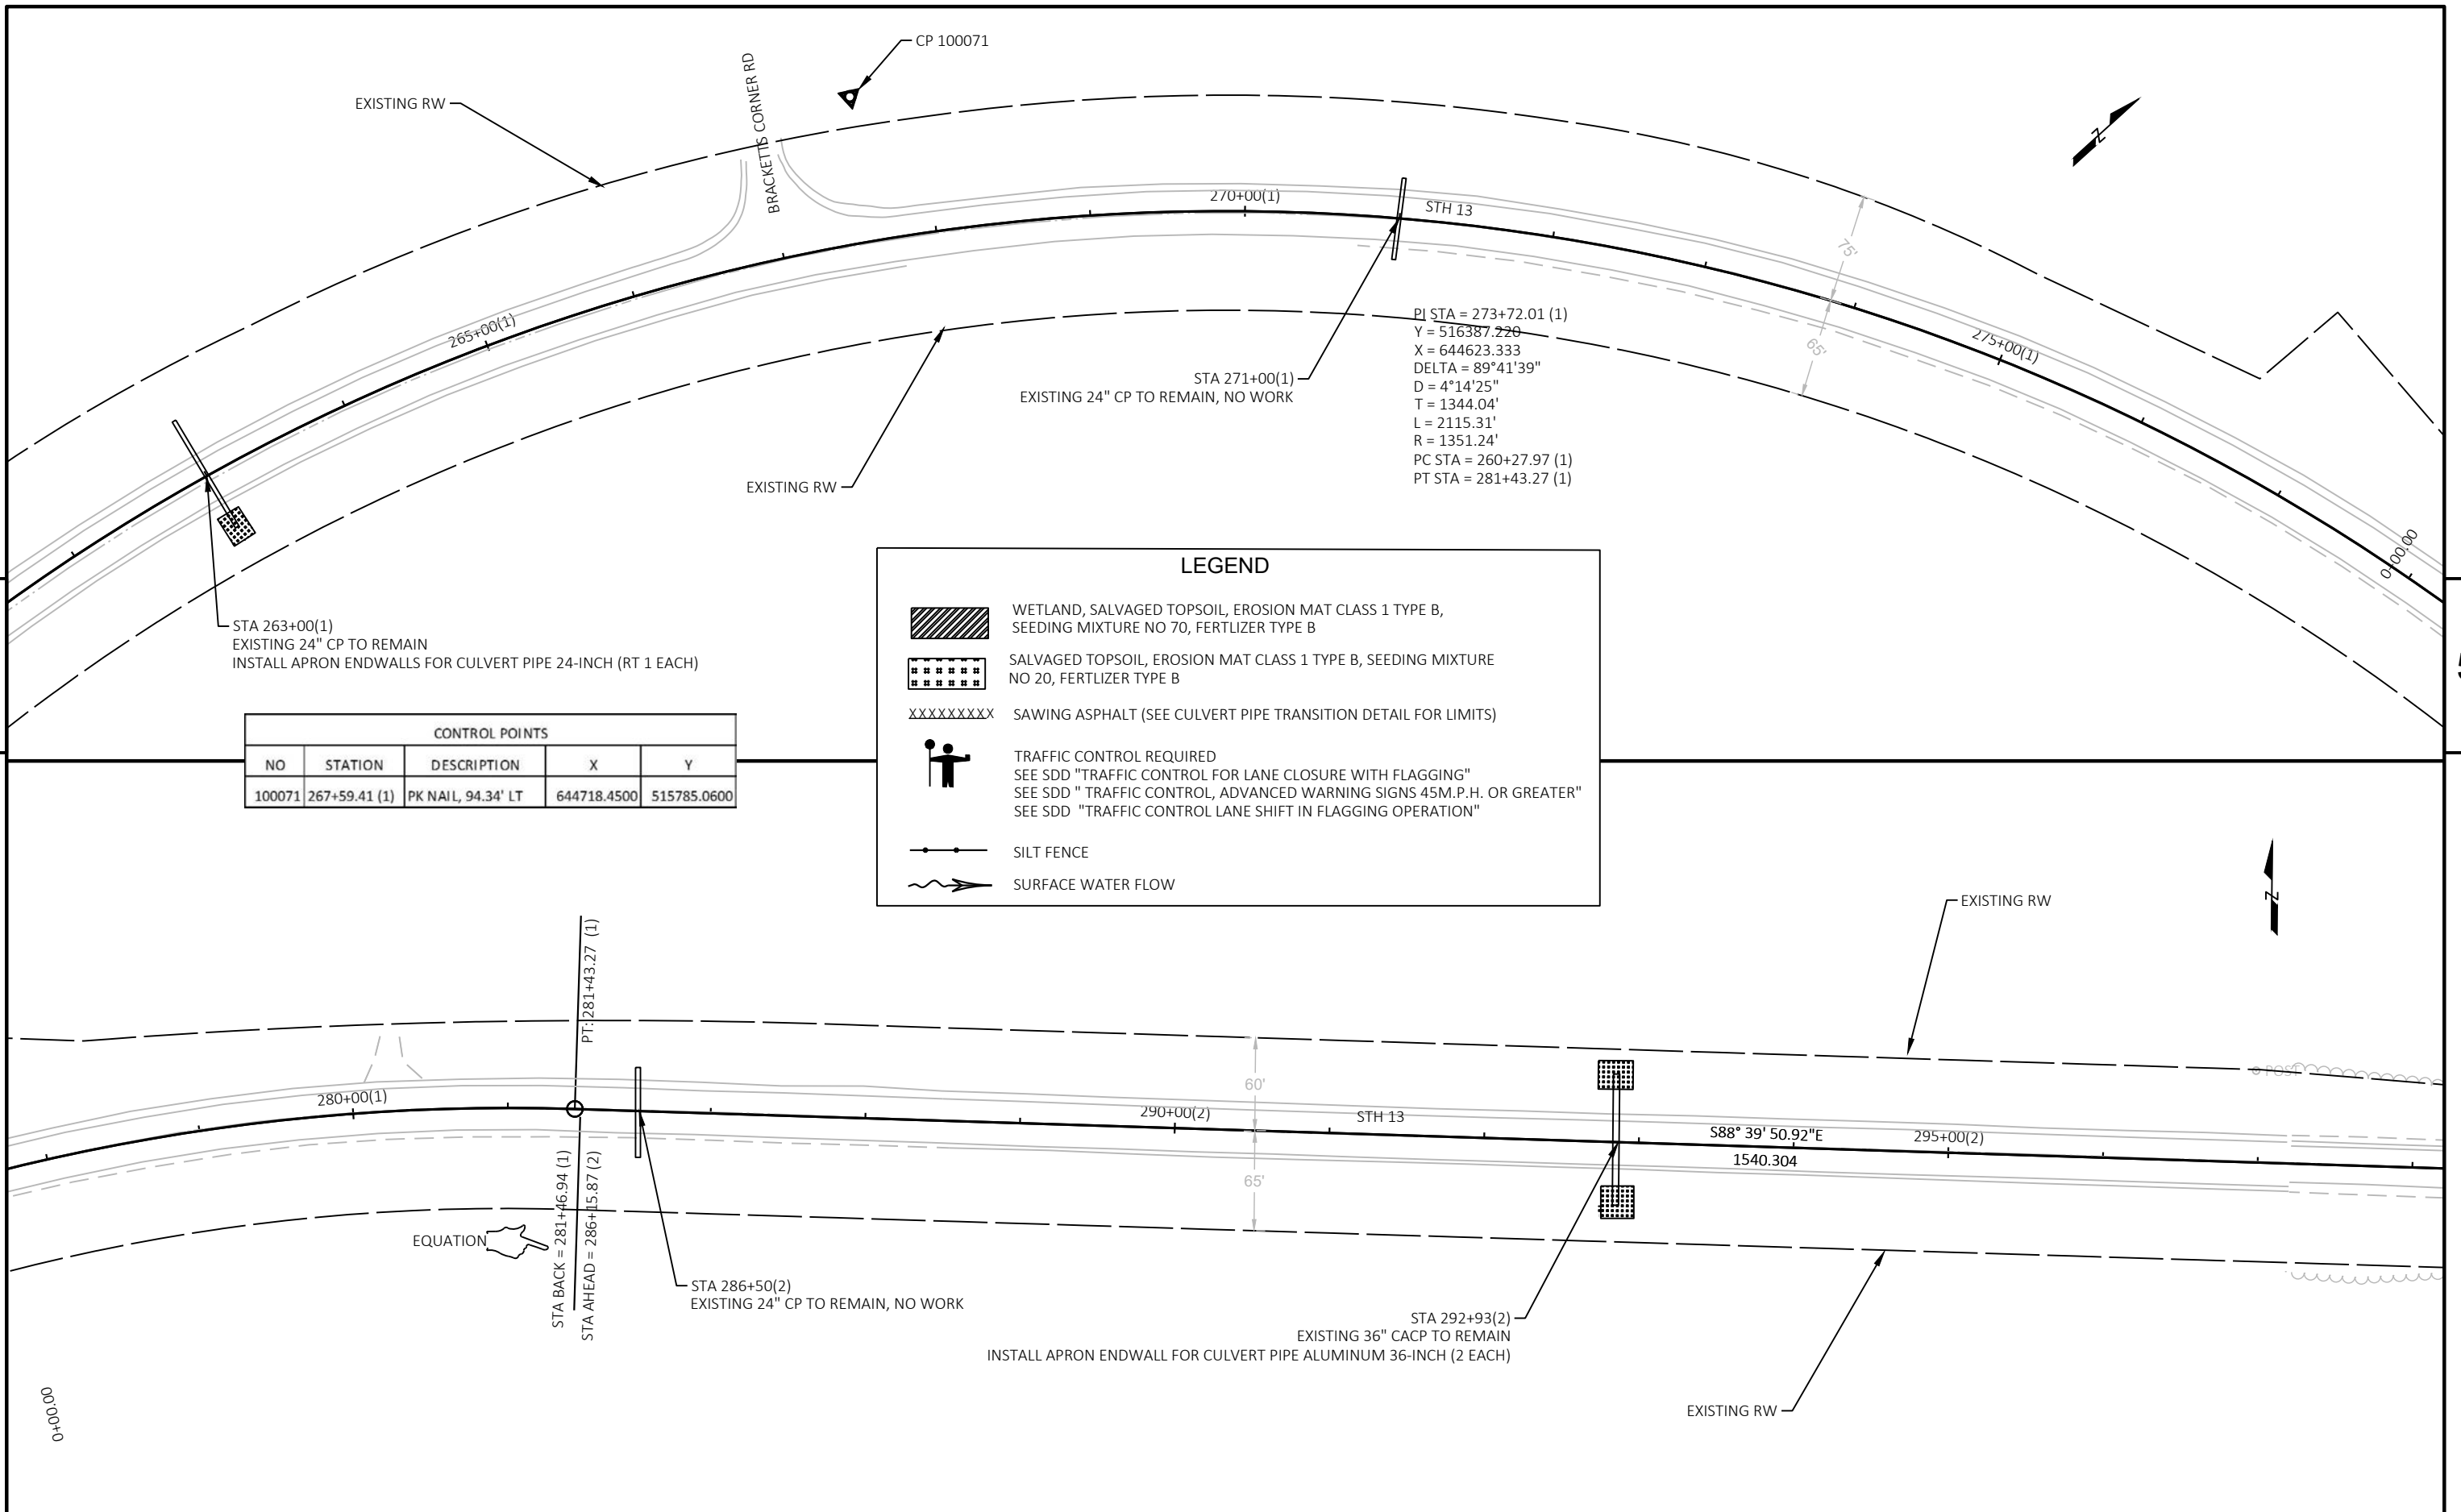 CP 100071
EXISTING RW
BRACKETTS CORNER RD
N
270+00(1)
STH 13
75'
65'
265+00(1)
275+00(1)
PI STA = 273+72.01 (1)
Y = 516387.220
X = 644623.333
DELTA = 89°41'39"
D = 4°14'25"
T = 1344.04'
L = 2115.31'
R = 1351.24'
PC STA = 260+27.97 (1)
PT STA = 281+43.27 (1)
STA 271+00(1)
EXISTING 24" CP TO REMAIN, NO WORK
EXISTING RW
0+00.00
STA 263+00(1)
EXISTING 24" CP TO REMAIN
INSTALL APRON ENDWALLS FOR CULVERT PIPE 24-INCH (RT 1 EACH)
LEGEND
WETLAND, SALVAGED TOPSOIL, EROSION MAT CLASS 1 TYPE B,
SEEDING MIXTURE NO 70, FERTLIZER TYPE B
SALVAGED TOPSOIL, EROSION MAT CLASS 1 TYPE B, SEEDING MIXTURE
NO 20, FERTLIZER TYPE B
XXXXXXXXX SAWING ASPHALT (SEE CULVERT PIPE TRANSITION DETAIL FOR LIMITS)
TRAFFIC CONTROL REQUIRED
SEE SDD "TRAFFIC CONTROL FOR LANE CLOSURE WITH FLAGGING"
SEE SDD " TRAFFIC CONTROL, ADVANCED WARNING SIGNS 45M.P.H. OR GREATER"
SEE SDD "TRAFFIC CONTROL LANE SHIFT IN FLAGGING OPERATION"
SILT FENCE
SURFACE WATER FLOW
CONTROL POINTS
NO STATION DESCRIPTION X Y
100071 267+59.41 (1) PK NAIL, 94.34' LT 644718.4500 515785.0600
N
EXISTING RW
PT: 281+43.27 (1)
280+00(1)
60'
65'
290+00(2)
STH 13
S88° 39' 50.92"E
1540.304
295+00(2)
POST
EQUATION
STA BACK = 281+46.94 (1)
STA AHEAD = 286+15.87 (2)
STA 286+50(2)
EXISTING 24" CP TO REMAIN, NO WORK
STA 292+93(2)
EXISTING 36" CACP TO REMAIN
INSTALL APRON ENDWALL FOR CULVERT PIPE ALUMINUM 36-INCH (2 EACH)
EXISTING RW
0+00.00